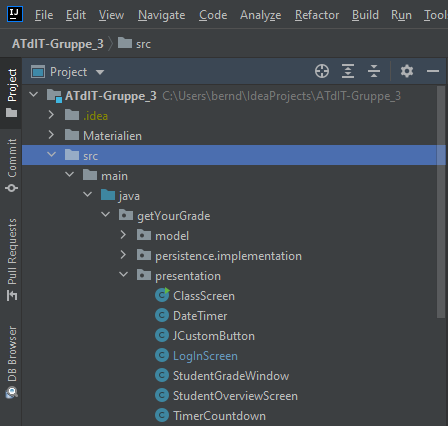 IJ File Edit View Navigate Code Analyze Refactor Build Run Tool
ATdIT-Gruppe_3 src
Project
ATdIT-Gruppe_3 C:\Users\bernd\IdeaProjects\ATdIT-Gruppe_3
.idea
Materialien
src
main
java
getYourGrade
model
persistence.implementation
presentation
ClassScreen
DateTimer
JCustomButton
LogInScreen
StudentGradeWindow
StudentOverviewScreen
TimerCountdown
Project
Commit
Pull Requests
DB Browser